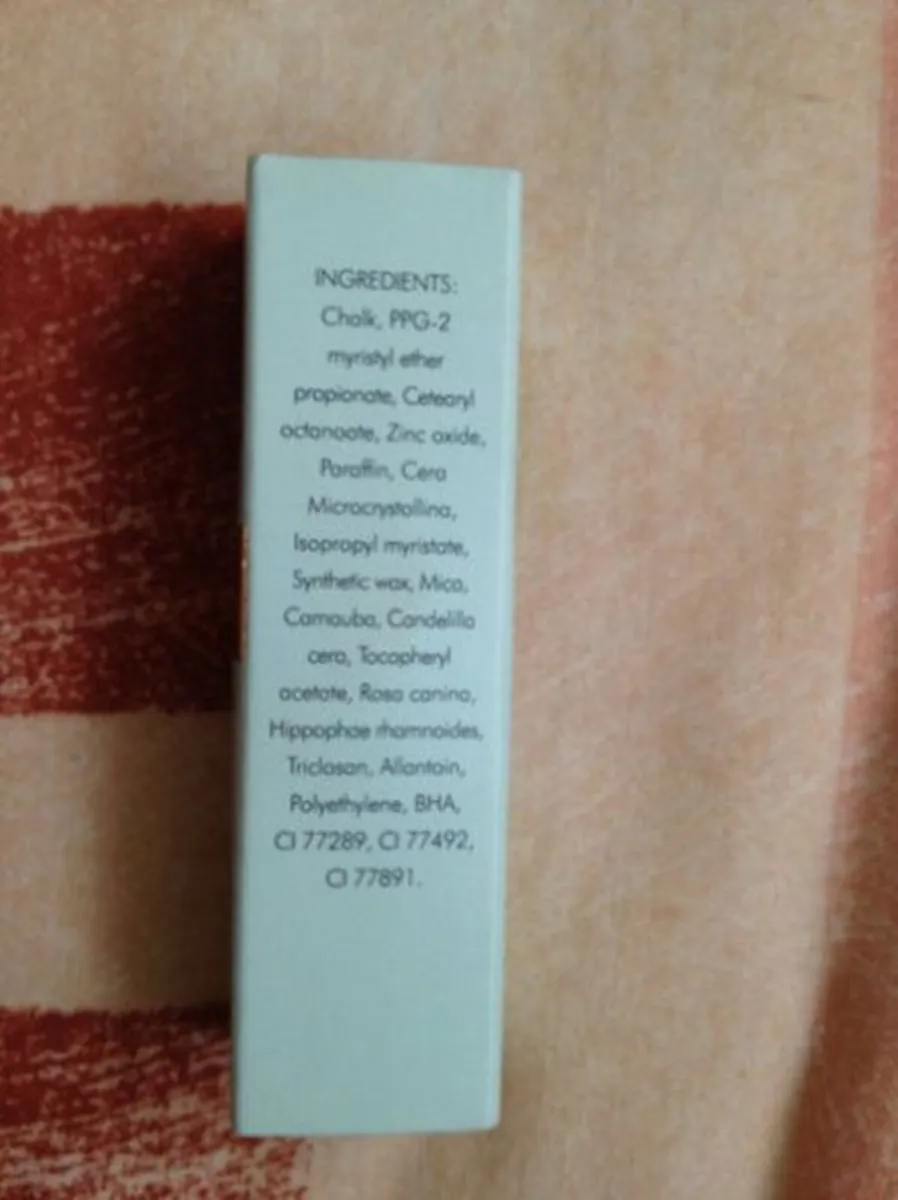 INGREDIENTS:
Chalk, PPG-2
myristyl ether
propionate, Cetearyl
octanoate, Zinc oxide,
Paraffin, Cera
Microcrystallina,
Isopropyl myristate,
Synthetic wax, Mica,
Carnauba, Candelilla
cera, Tocopheryl
acetate, Rosa canina,
Hippophae rhamnoides,
Triclosan, Allantoin,
Polyethylene, BHA,
CI 77289, CI 77492,
CI 77891.